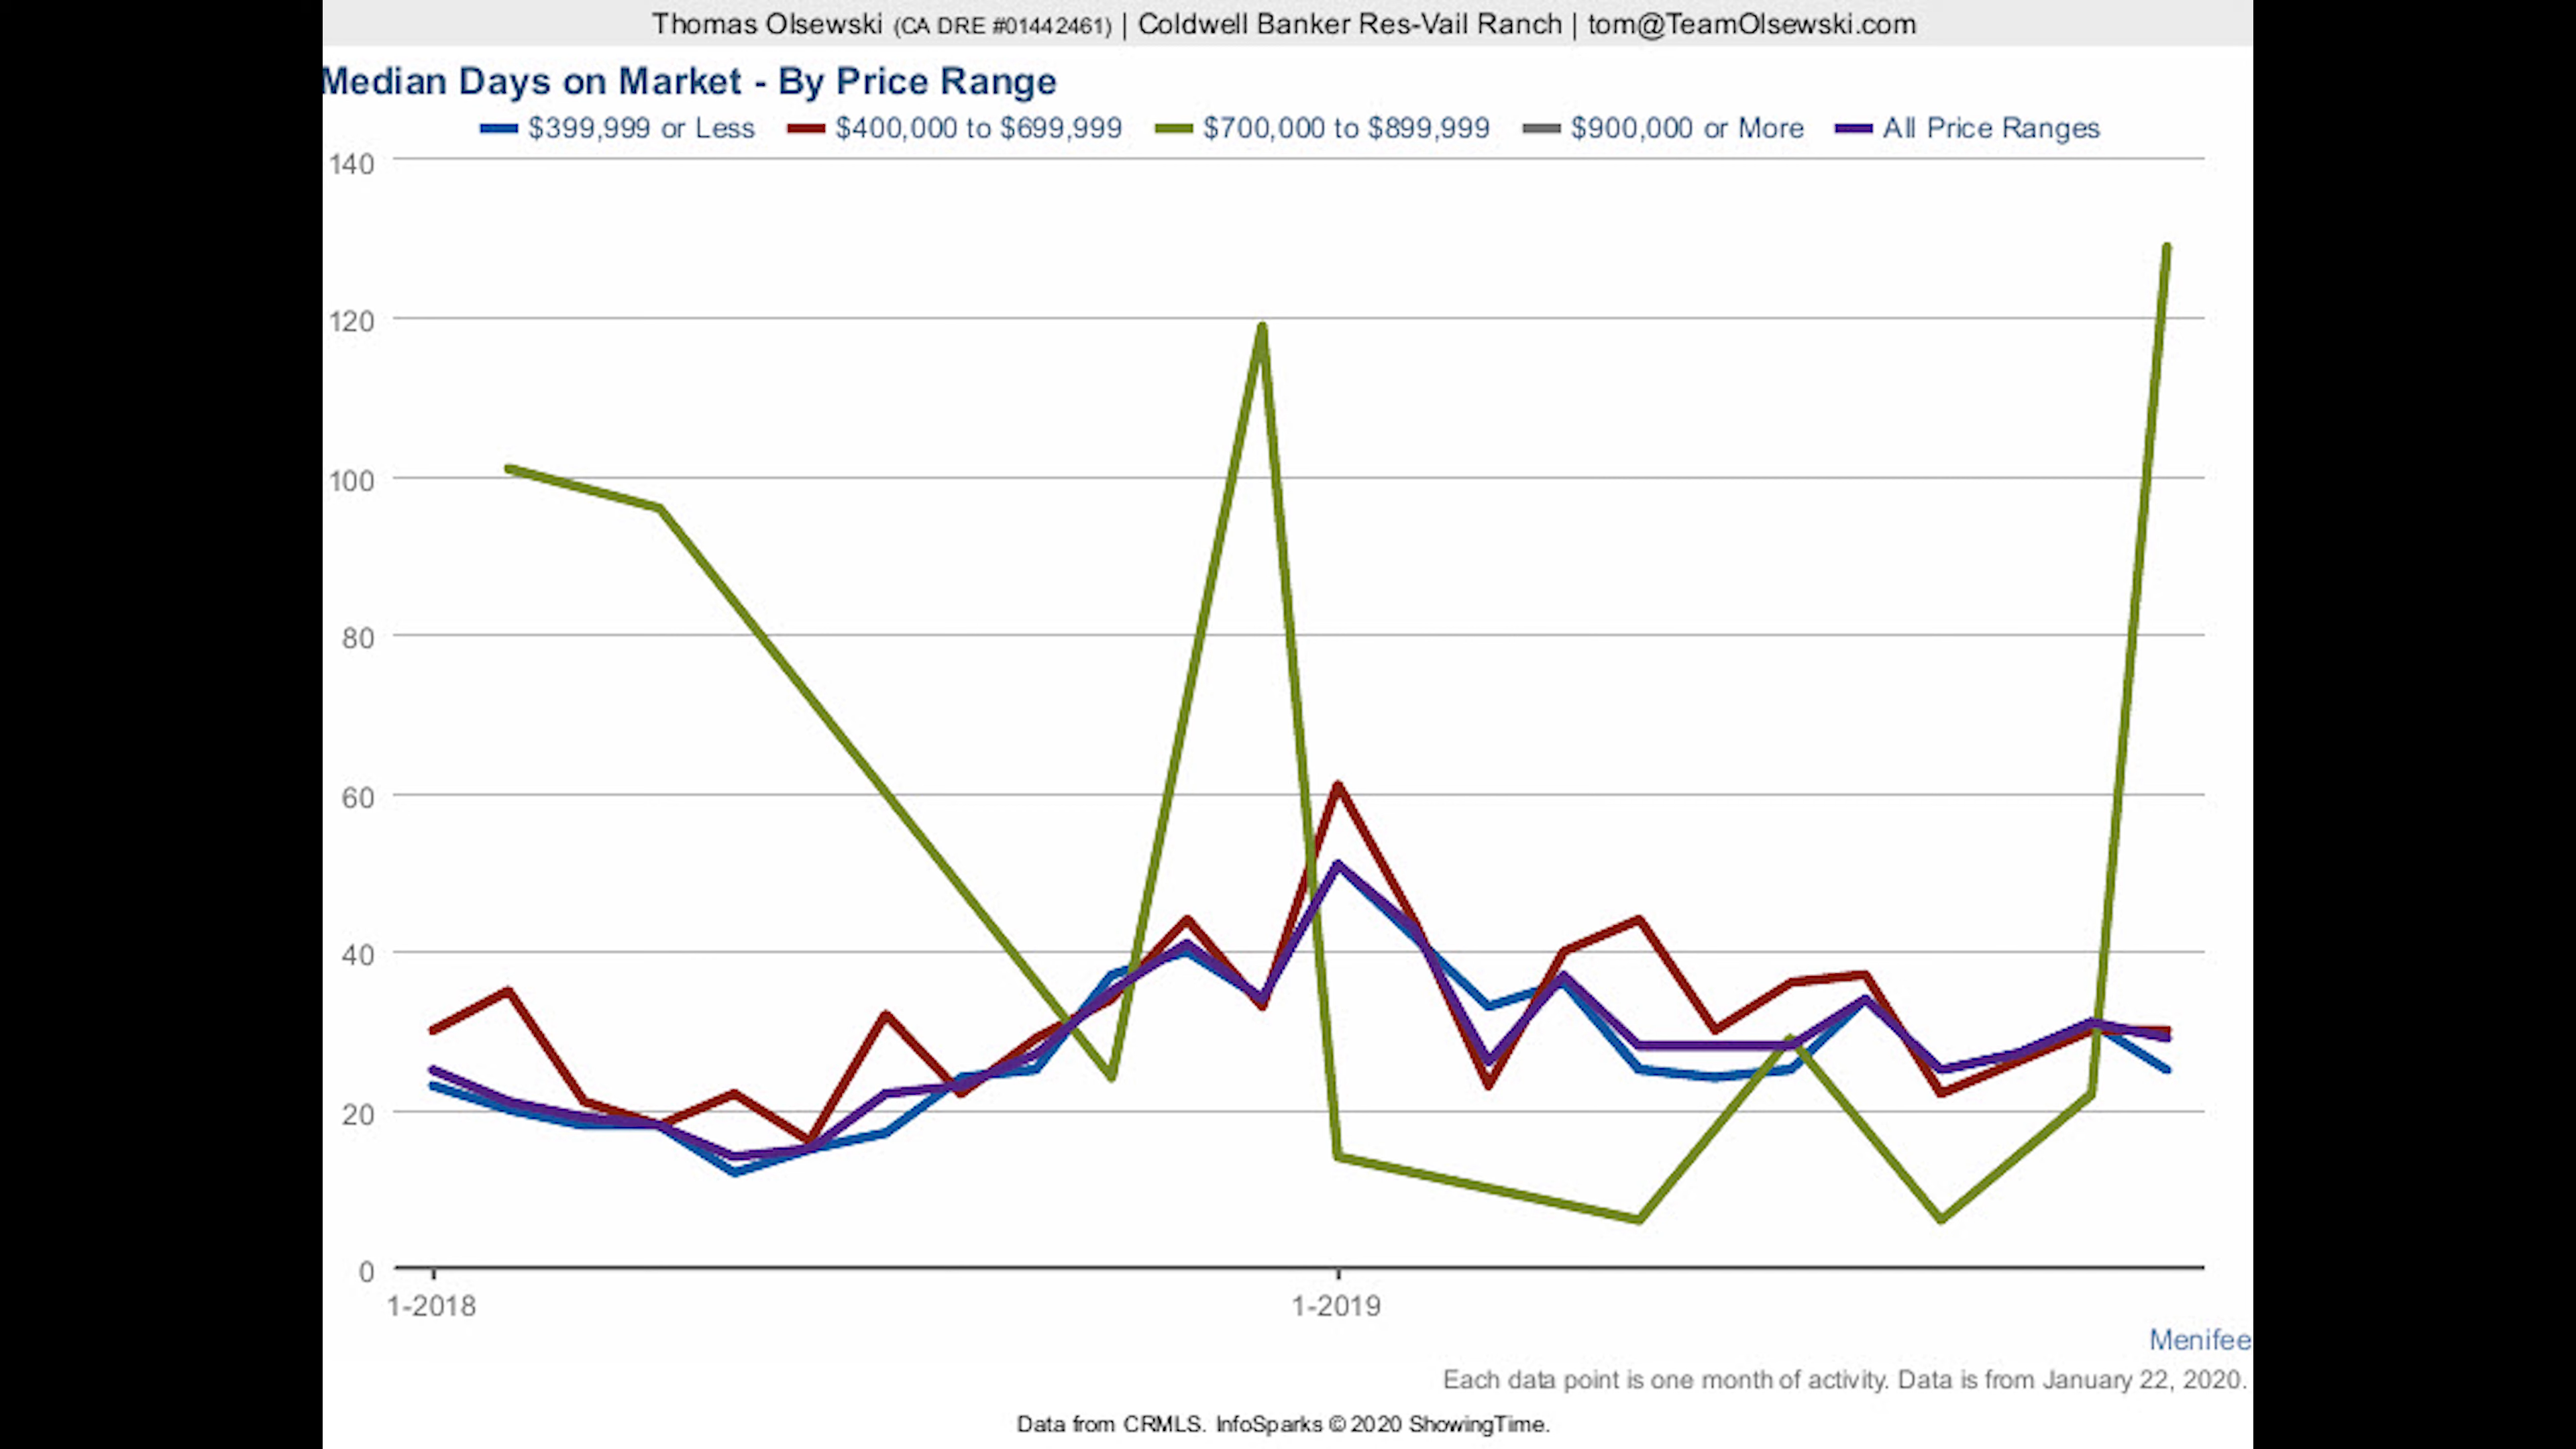 Thomas Olsewski (CA DRE #01442461) | Coldwell Banker Res-Vail Ranch | tom@TeamOlsewski.com
Median Days on Market - By Price Range
$399,999 or Less $400,000 to $699,999 $700,000 to $899,999 $900,000 or More All Price Ranges
140
120
100
80
60
40
20
0
1-2018 1-2019
Menifee
Each data point is one month of activity. Data is from January 22, 2020.
Data from CRMLS. InfoSparks © 2020 ShowingTime.